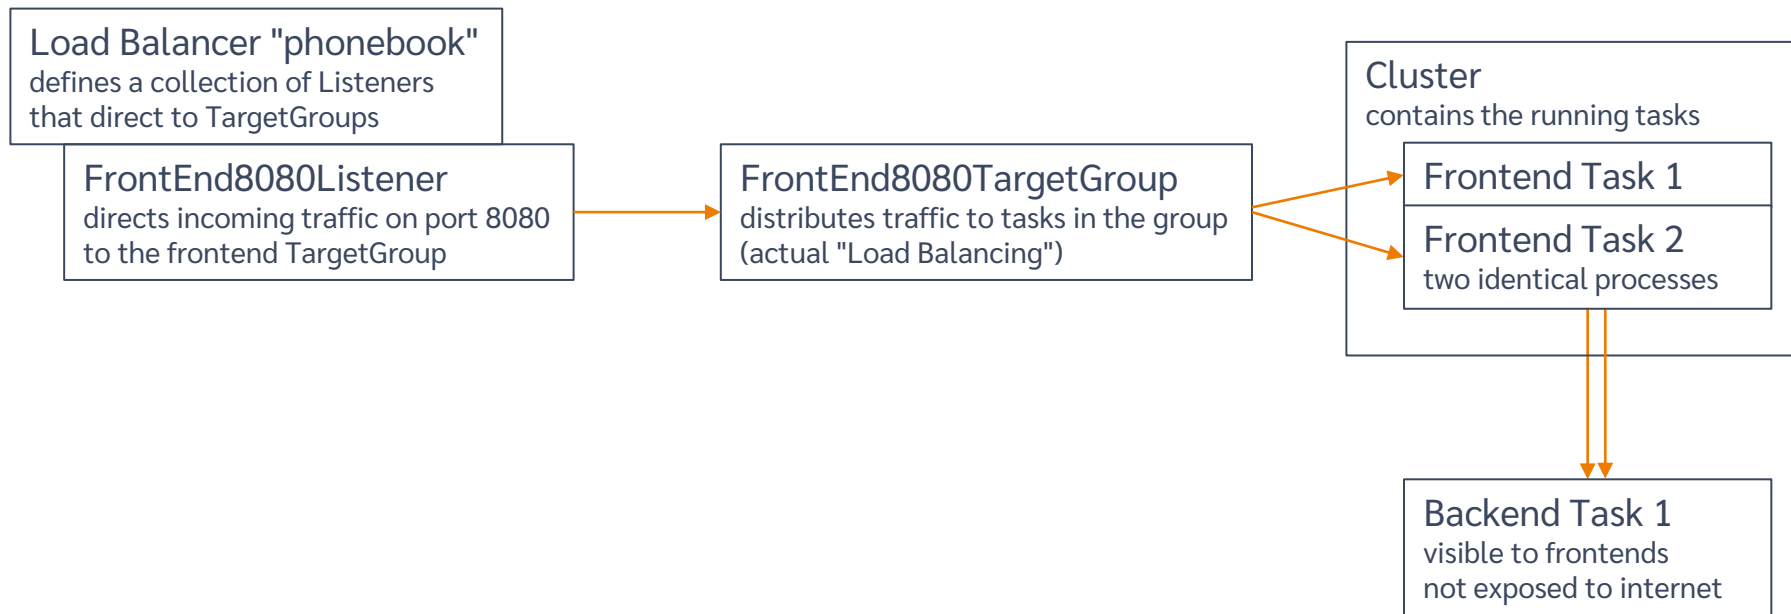 Load Balancer "phonebook"
defines a collection of Listeners
that direct to TargetGroups
FrontEnd8080Listener
directs incoming traffic on port 8080
to the frontend TargetGroup
FrontEnd8080TargetGroup
distributes traffic to tasks in the group
(actual "Load Balancing")
Cluster
contains the running tasks
Frontend Task 1
Frontend Task 2
two identical processes
Backend Task 1
visible to frontends
not exposed to internet